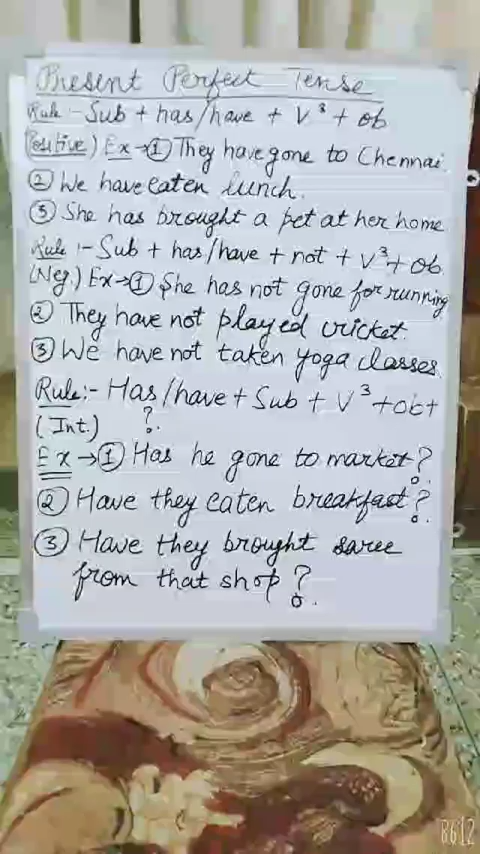 Present Perfect Tense
Rule:- Sub + has/have + V³ + ob
(Positive) Ex → ① They have gone to Chennai.
② We have eaten lunch.
③ She has brought a pet at her home
Rule:- Sub + has/have + not + V³ + ob
(Neg.) Ex → ① She has not gone for running
② They have not played cricket.
③ We have not taken yoga classes.
Rule:- Has/have + Sub + V³ + ob +
(Int.) ?
Ex → ① Has he gone to market?
② Have they eaten breakfast?
③ Have they brought saree
from that shop?
B612